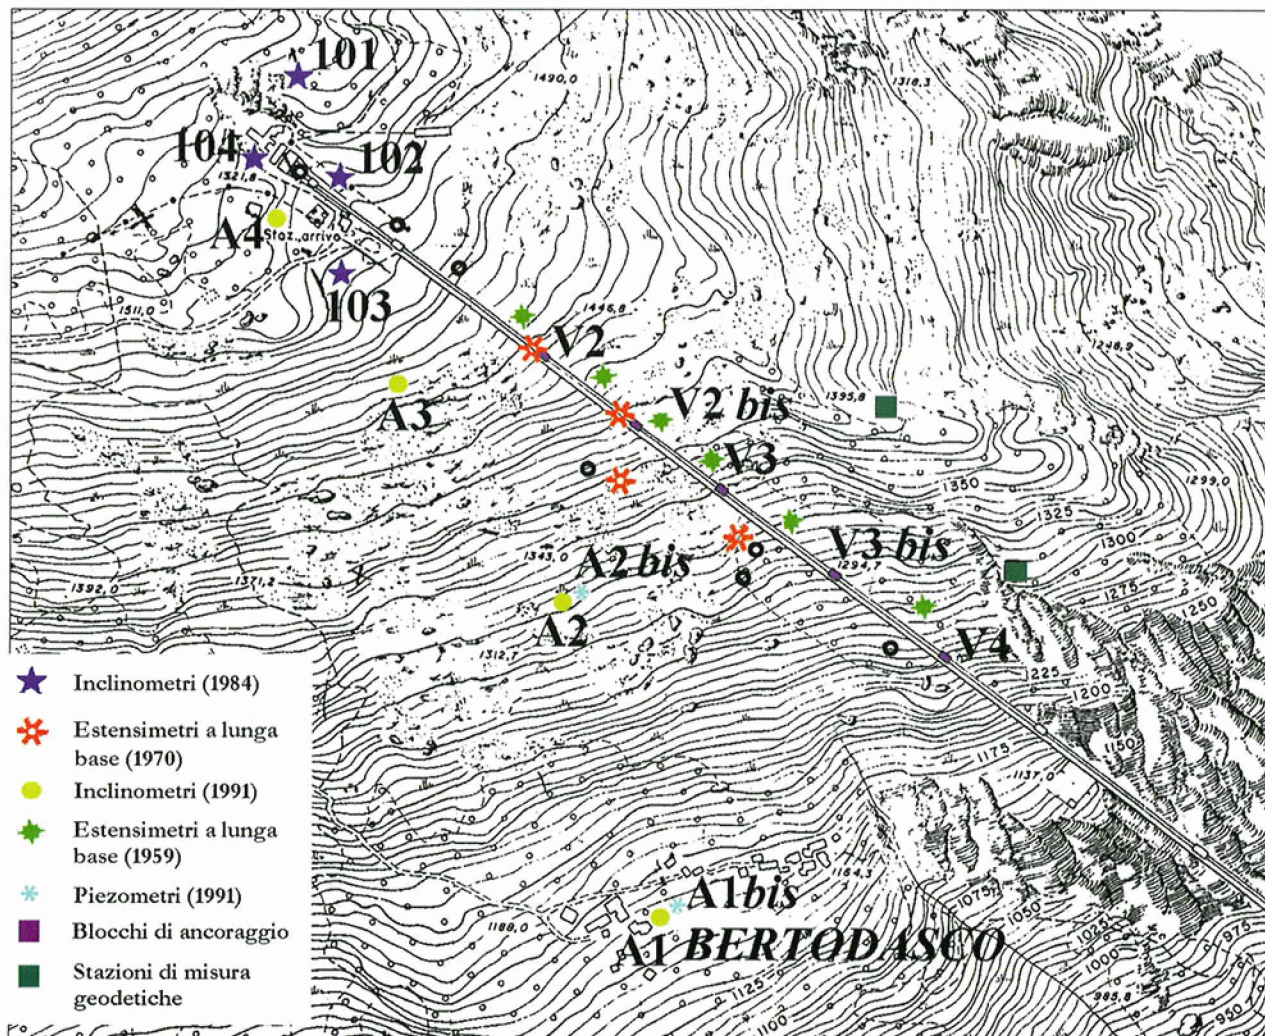 101
1490,0
1318,3
104
102
1321,8
A4
Staz. arrivo
103
1511,0
1446,8
V2
1248,9
A3
V2 bis
1395,8
V3
1350
1299,0
1325
1300
V3 bis
1294,7
1343,0
A2 bis
1392,0
1371,2
1275
1250
A2
1312,7
V4
1225
1200
1175
1150
1137,0
Inclinometri (1984)
Estensimetri a lunga
base (1970)
Inclinometri (1991)
Estensimetri a lunga
base (1959)
Piezometri (1991)
Blocchi di ancoraggio
Stazioni di misura
geodetiche
1164,3
A1bis
1188,0
A1
BERTODASCO
1075
1050
1025
1000
975
985,8
950
1125
1100